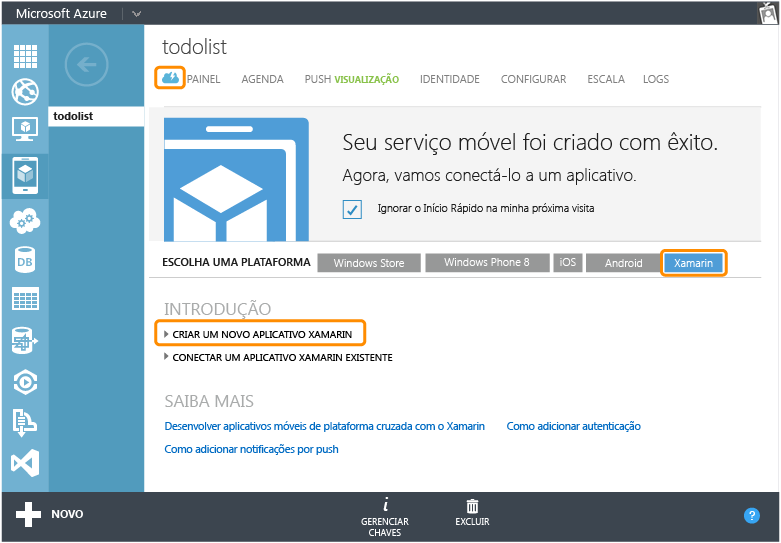 Microsoft Azure
todolist
PAINEL AGENDA PUSH VISUALIZAÇÃO IDENTIDADE CONFIGURAR ESCALA LOGS
todolist
Seu serviço móvel foi criado com êxito.
Agora, vamos conectá-lo a um aplicativo.
Ignorar o Início Rápido na minha próxima visita
ESCOLHA UMA PLATAFORMA Windows Store Windows Phone 8 iOS Android Xamarin
INTRODUÇÃO
CRIAR UM NOVO APLICATIVO XAMARIN
CONECTAR UM APLICATIVO XAMARIN EXISTENTE
SAIBA MAIS
Desenvolver aplicativos móveis de plataforma cruzada com o Xamarin Como adicionar autenticação
Como adicionar notificações por push
DB
NOVO
GERENCIAR
CHAVES
EXCLUIR
?